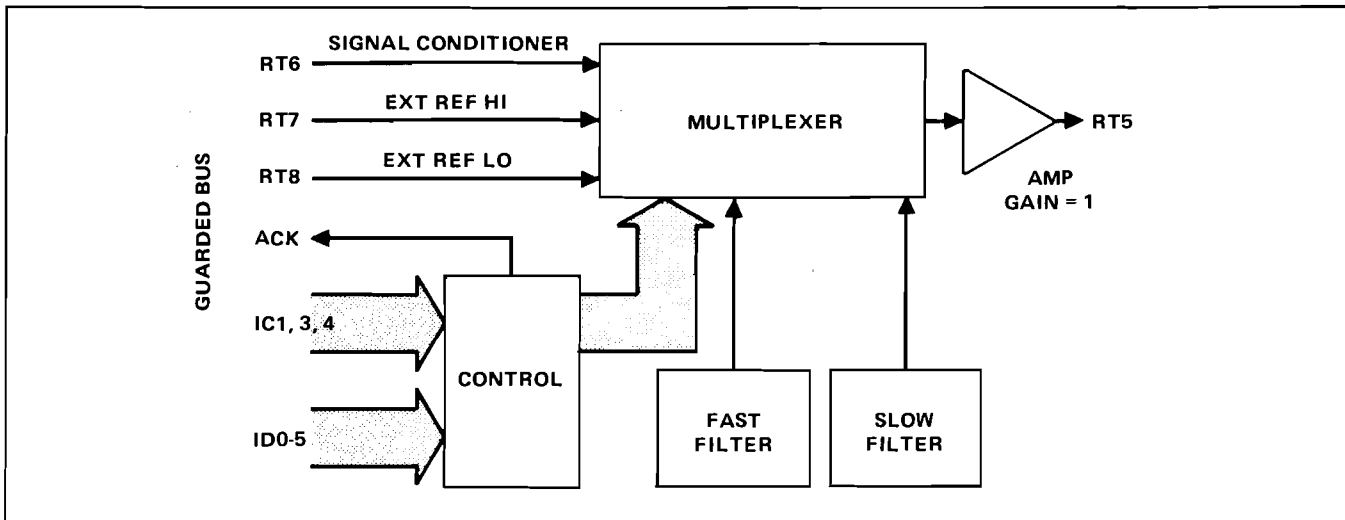 SIGNAL CONDITIONER
RT6
EXT REF HI
RT7
EXT REF LO
RT8
MULTIPLEXER
RT5
AMP
GAIN = 1
GUARDED BUS
ACK
IC1, 3, 4
ID0-5
CONTROL
FAST
FILTER
SLOW
FILTER